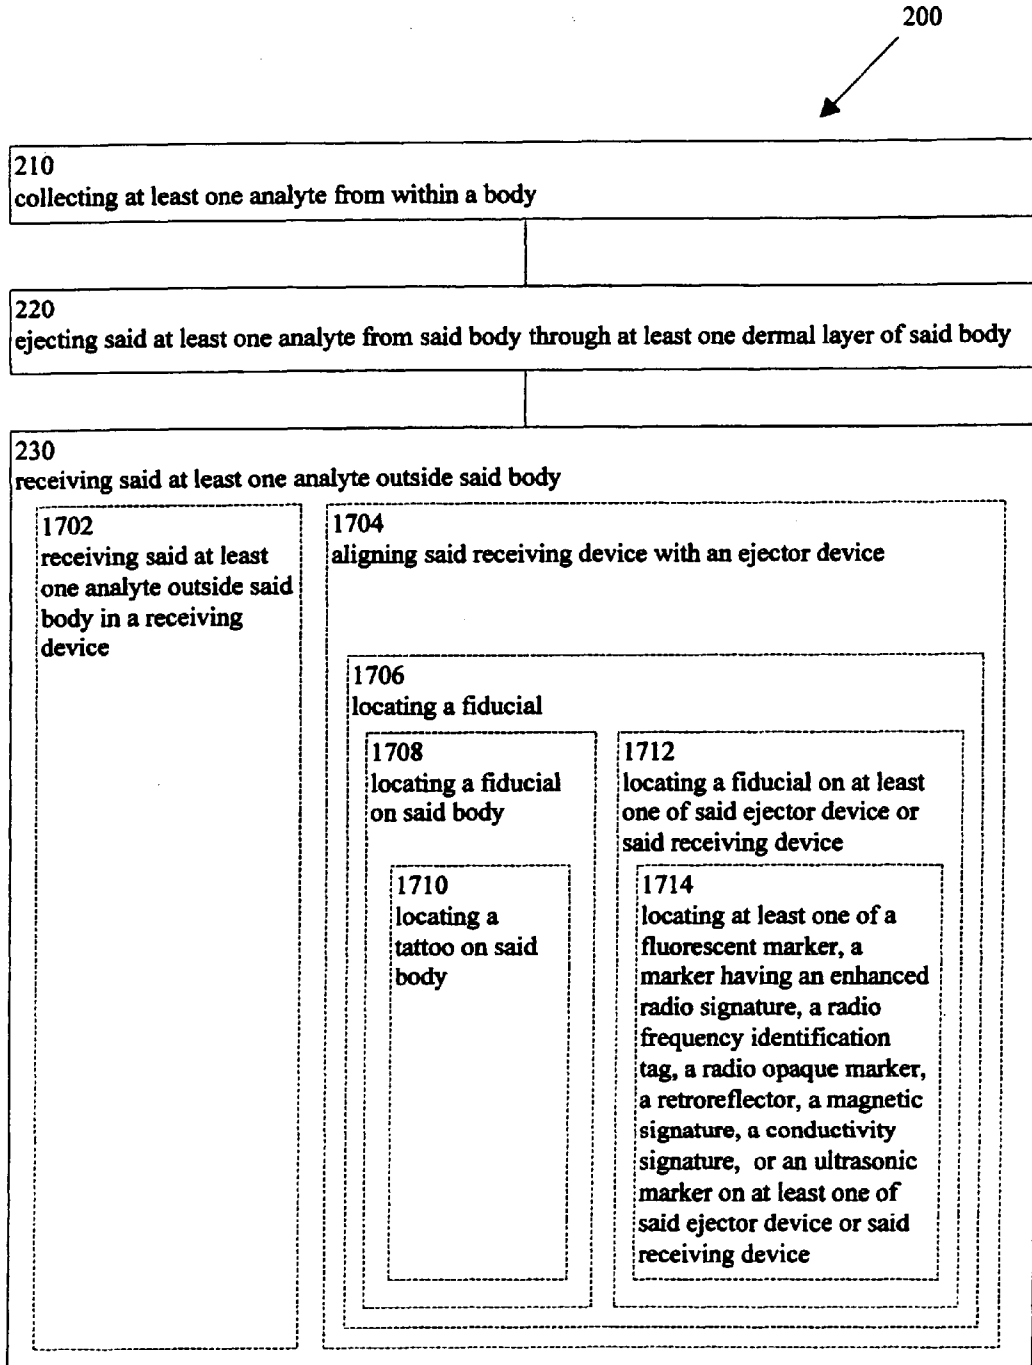 200
210
collecting at least one analyte from within a body
220
ejecting said at least one analyte from said body through at least one dermal layer of said body
230
receiving said at least one analyte outside said body
1702
receiving said at least
one analyte outside said
body in a receiving
device
1704
aligning said receiving device with an ejector device
1706
locating a fiducial
1708
locating a fiducial
on said body
1710
locating a
tattoo on said
body
1712
locating a fiducial on at least
one of said ejector device or
said receiving device
1714
locating at least one of a
fluorescent marker, a
marker having an enhanced
radio signature, a radio
frequency identification
tag, a radio opaque marker,
a retroreflector, a magnetic
signature, a conductivity
signature, or an ultrasonic
marker on at least one of
said ejector device or said
receiving device